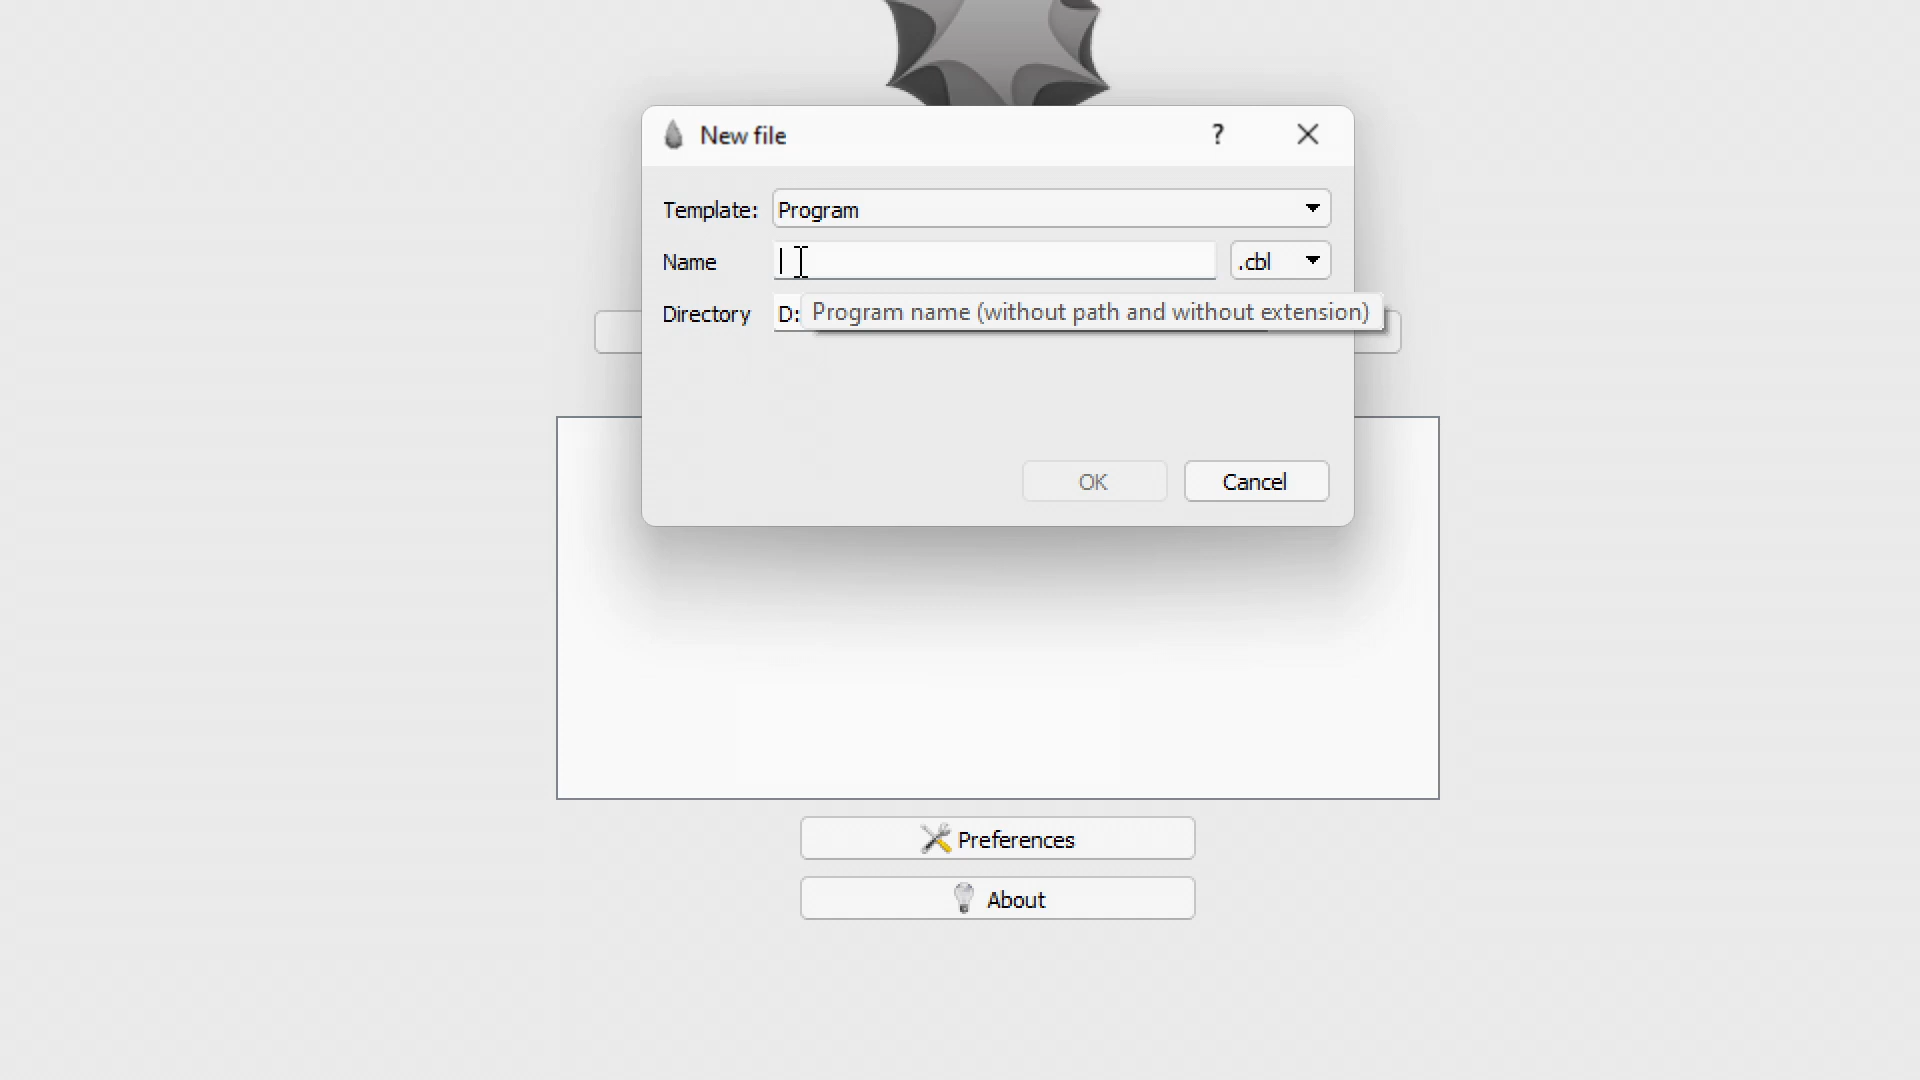 New file
?
Template: Program
Name .cbl
Directory D:
Program name (without path and without extension)
OK Cancel
Preferences
About